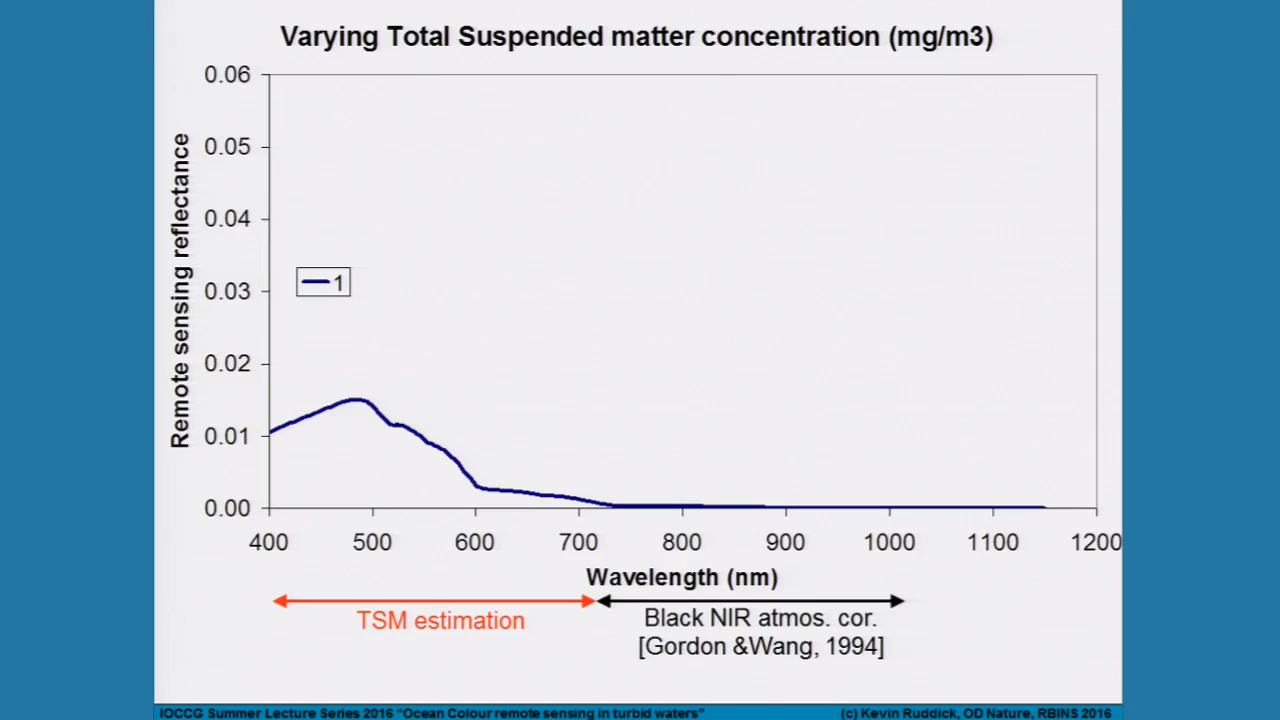 Varying Total Suspended matter concentration (mg/m3)
0.06
0.05
0.04
0.03
0.02
0.01
0.00
Remote sensing reflectance
1
400 500 600 700 800 900 1000 1100 1200
Wavelength (nm)
TSM estimation
Black NIR atmos. cor.
[Gordon &Wang, 1994]
IOCCG Summer Lecture Series 2016 “Ocean Colour remote sensing in turbid waters” (c) Kevin Ruddick, OD Nature, RBINS 2016